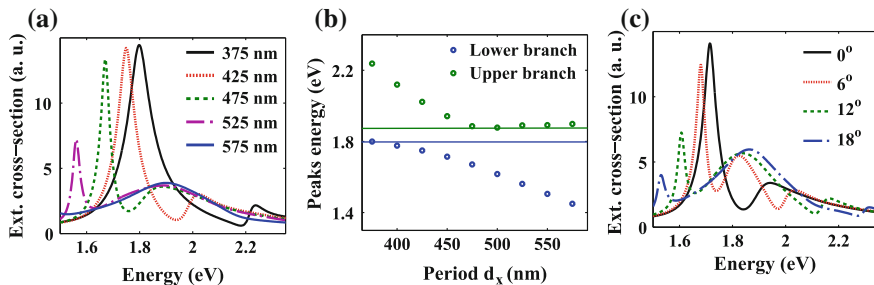 (a)
Ext. cross-section (a. u.)
10
5
0
1.6
1.8
2
2.2
Energy (eV)
375 nm
425 nm
475 nm
525 nm
575 nm
(b)
Peaks energy (eV)
2.2
1.8
1.4
400
450
500
550
Period dx (nm)
Lower branch
Upper branch
(c)
Ext. cross-section (a. u.)
10
5
0
1.6
1.8
2
2.2
Energy (eV)
0°
6°
12°
18°